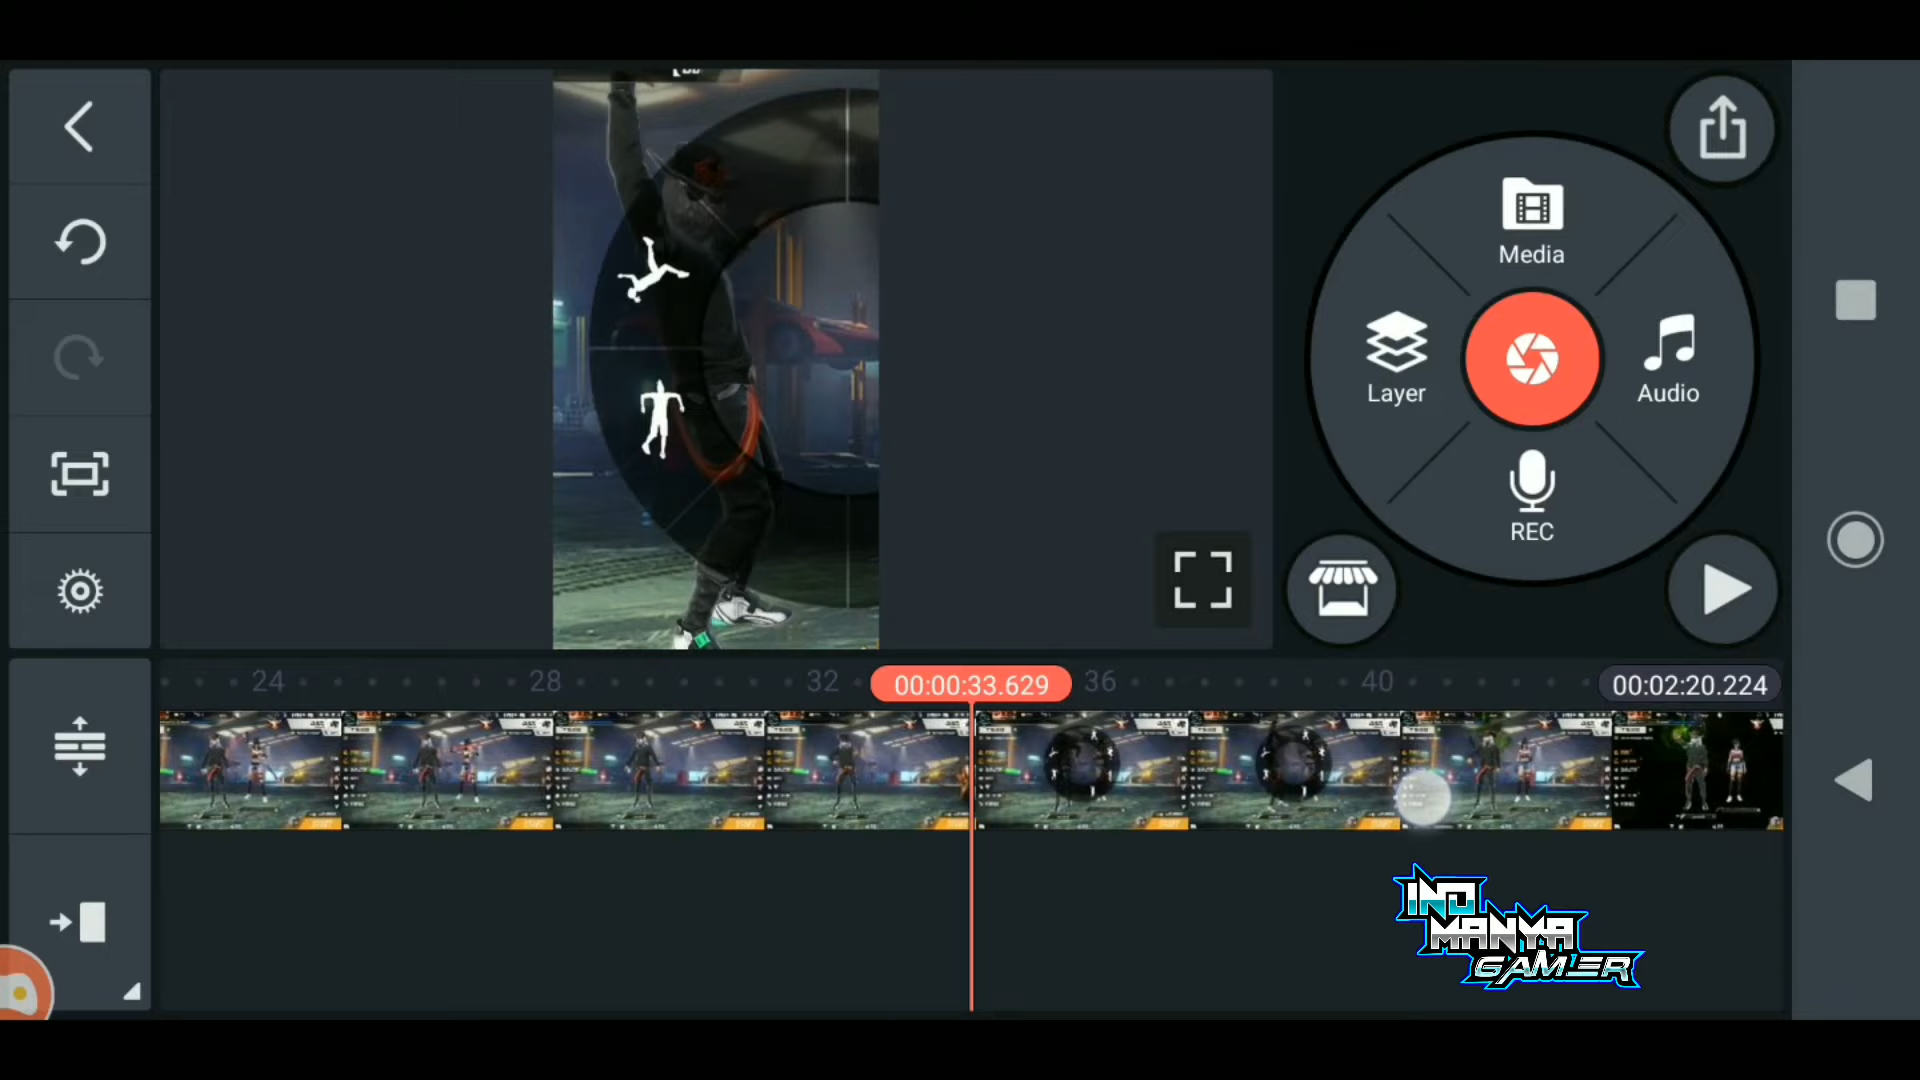 Media
Layer
Audio
REC
24
28
32
00:00:33.629
36
40
00:02:20.224
INO
MANYA
GAMER